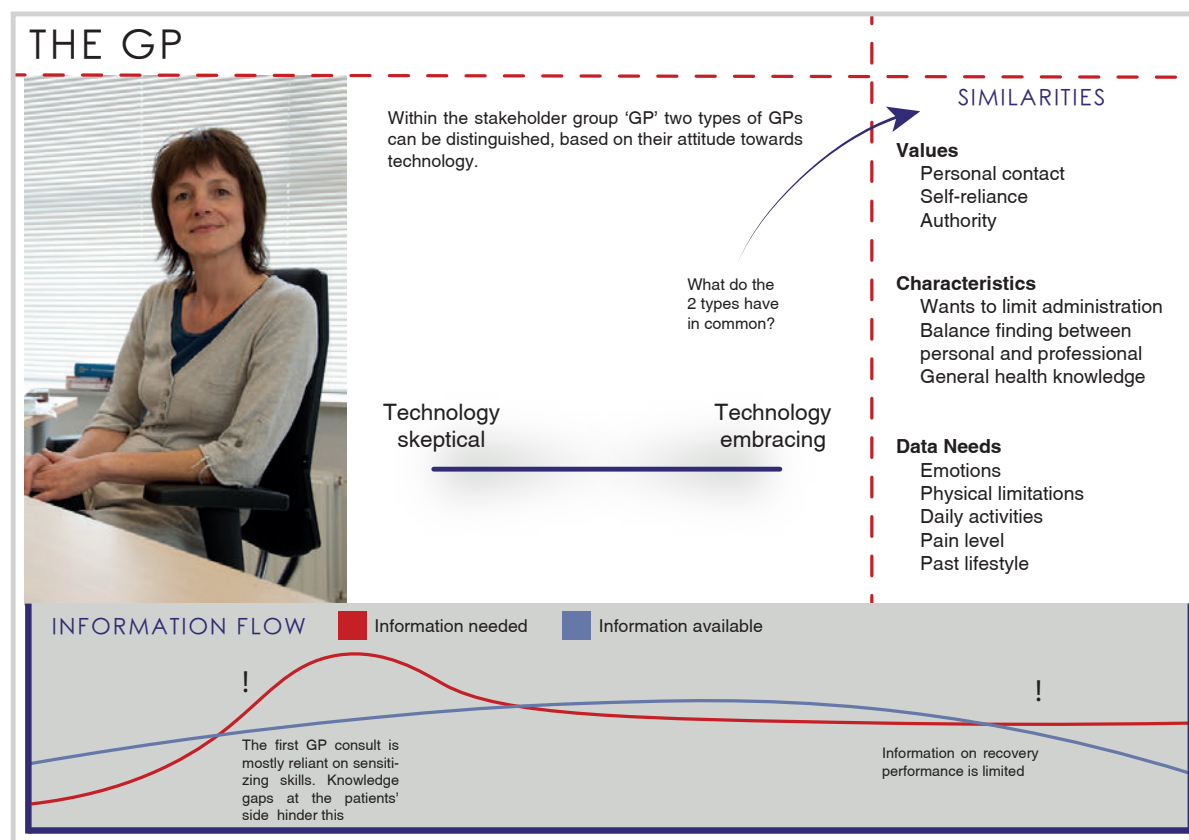 THE GP
Within the stakeholder group ‘GP’ two types of GPs
can be distinguished, based on their attitude towards
technology.
What do the
2 types have
in common?
Technology
skeptical
Technology
embracing
SIMILARITIES
Values
Personal contact
Self-reliance
Authority
Characteristics
Wants to limit administration
Balance finding between
personal and professional
General health knowledge
Data Needs
Emotions
Physical limitations
Daily activities
Pain level
Past lifestyle
INFORMATION FLOW
Information needed
Information available
!
The first GP consult is
mostly reliant on sensiti-
zing skills. Knowledge
gaps at the patients’
side hinder this
!
Information on recovery
performance is limited